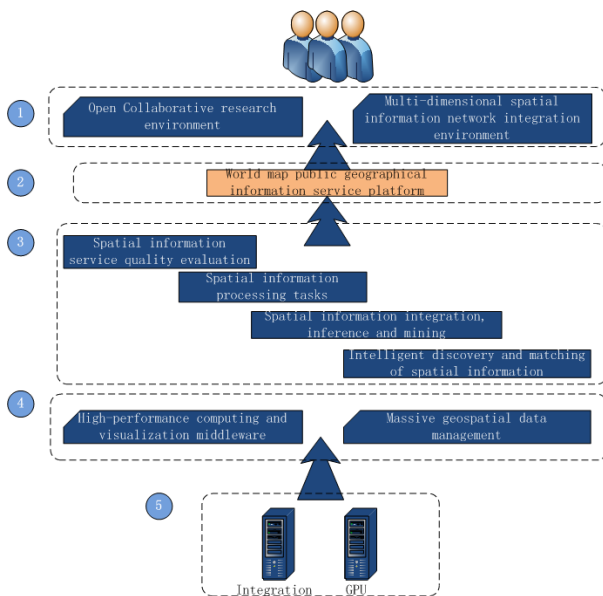 1
Open Collaborative research
environment
Multi-dimensional spatial
information network integration
environment
2
World map public geographical
information service platform
3
Spatial information
service quality evaluation
Spatial information
processing tasks
Spatial information integration,
inference and mining
Intelligent discovery and matching
of spatial information
4
High-performance computing and
visualization middleware
Massive geospatial data
management
5
Integration
GPU